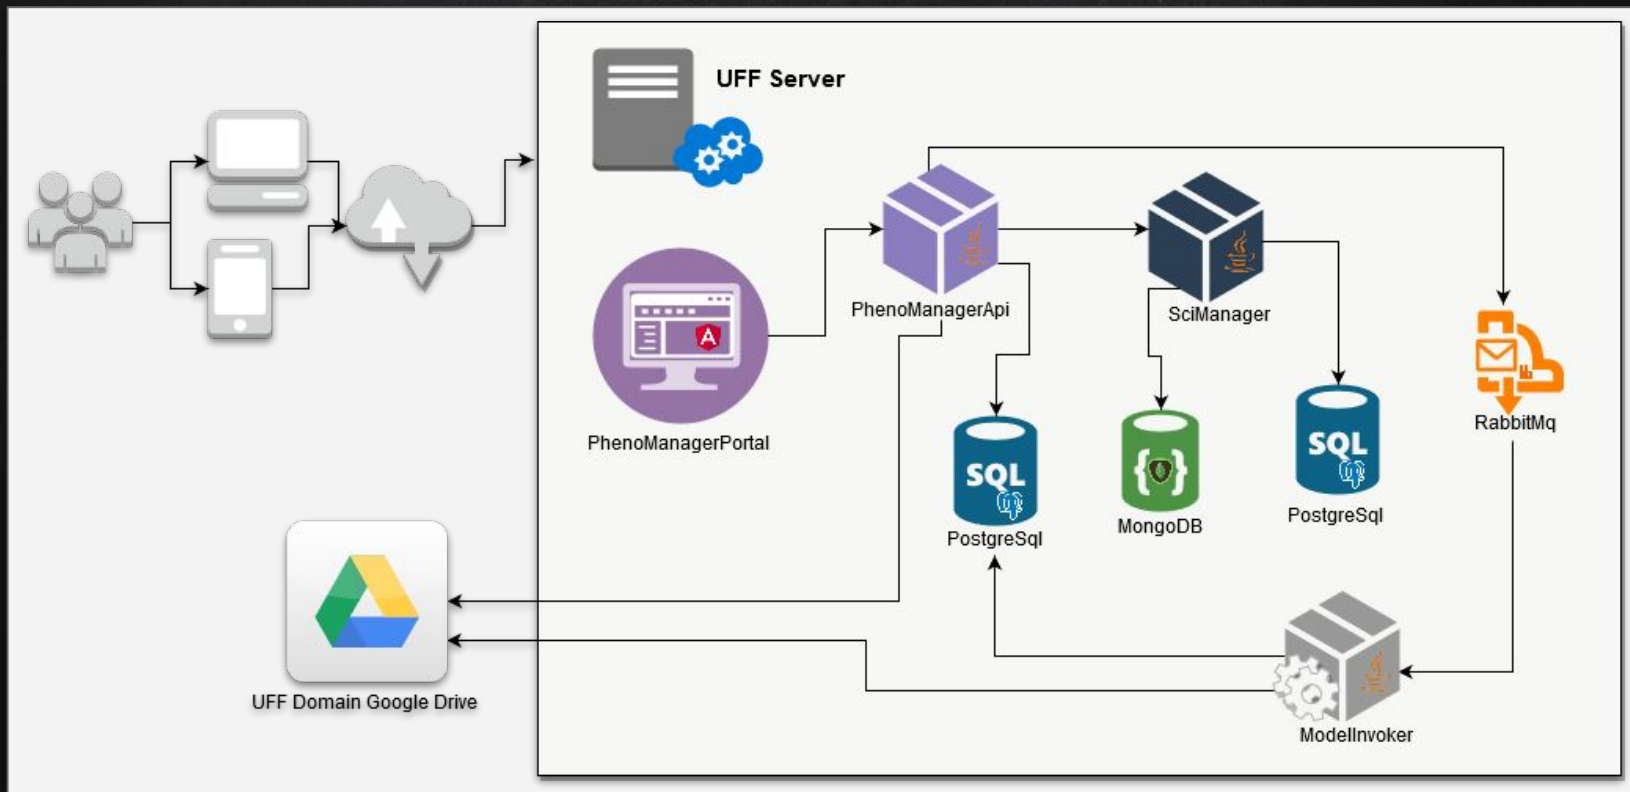 UFF Server
PhenoManagerApi
SciManager
PhenoManagerPortal
RabbitMq
SQL
PostgreSql
MongoDB
SQL
PostgreSql
UFF Domain Google Drive
ModelInvoker